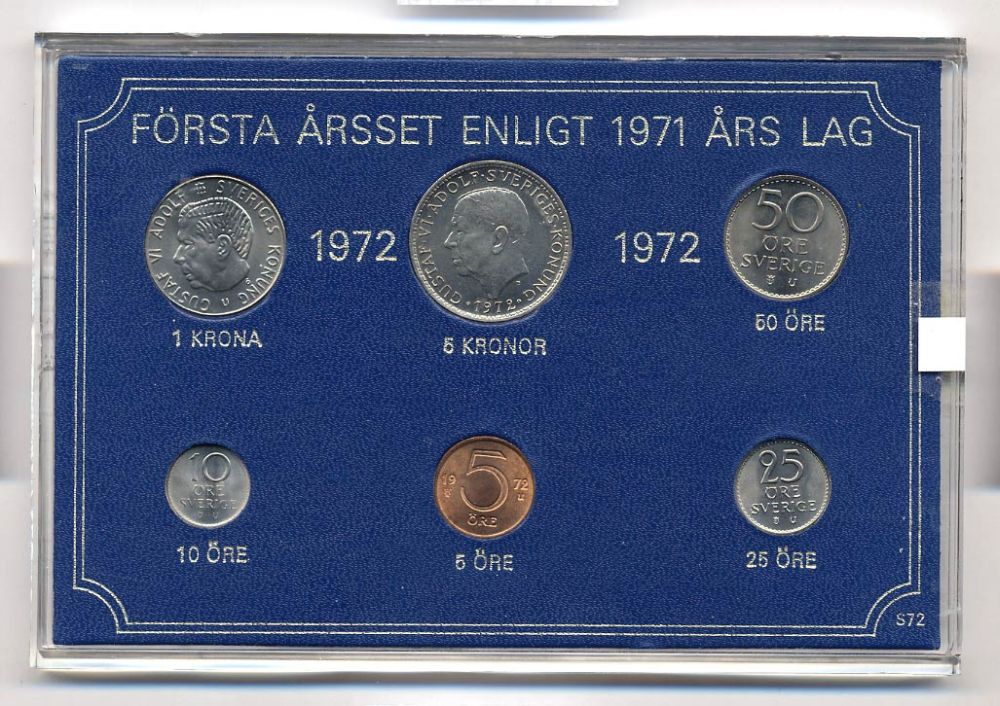 FÖRSTA ÅRSSET ENLIGT 1971 ÅRS LAG
GUSTAF VI ADOLF SVERIGES KONUNG
U S
1972
GUSTAF·VI·ADOLF·SVERIGES·KONUNG
·1972·
1972
50
ÖRE
SVERIGE
U
1 KRONA
5 KRONOR
50 ÖRE
10
ÖRE
SVERIGE
U
19 5 72
U
ÖRE
25
ÖRE
SVERIGE
U
10 ÖRE
5 ÖRE
25 ÖRE
S72